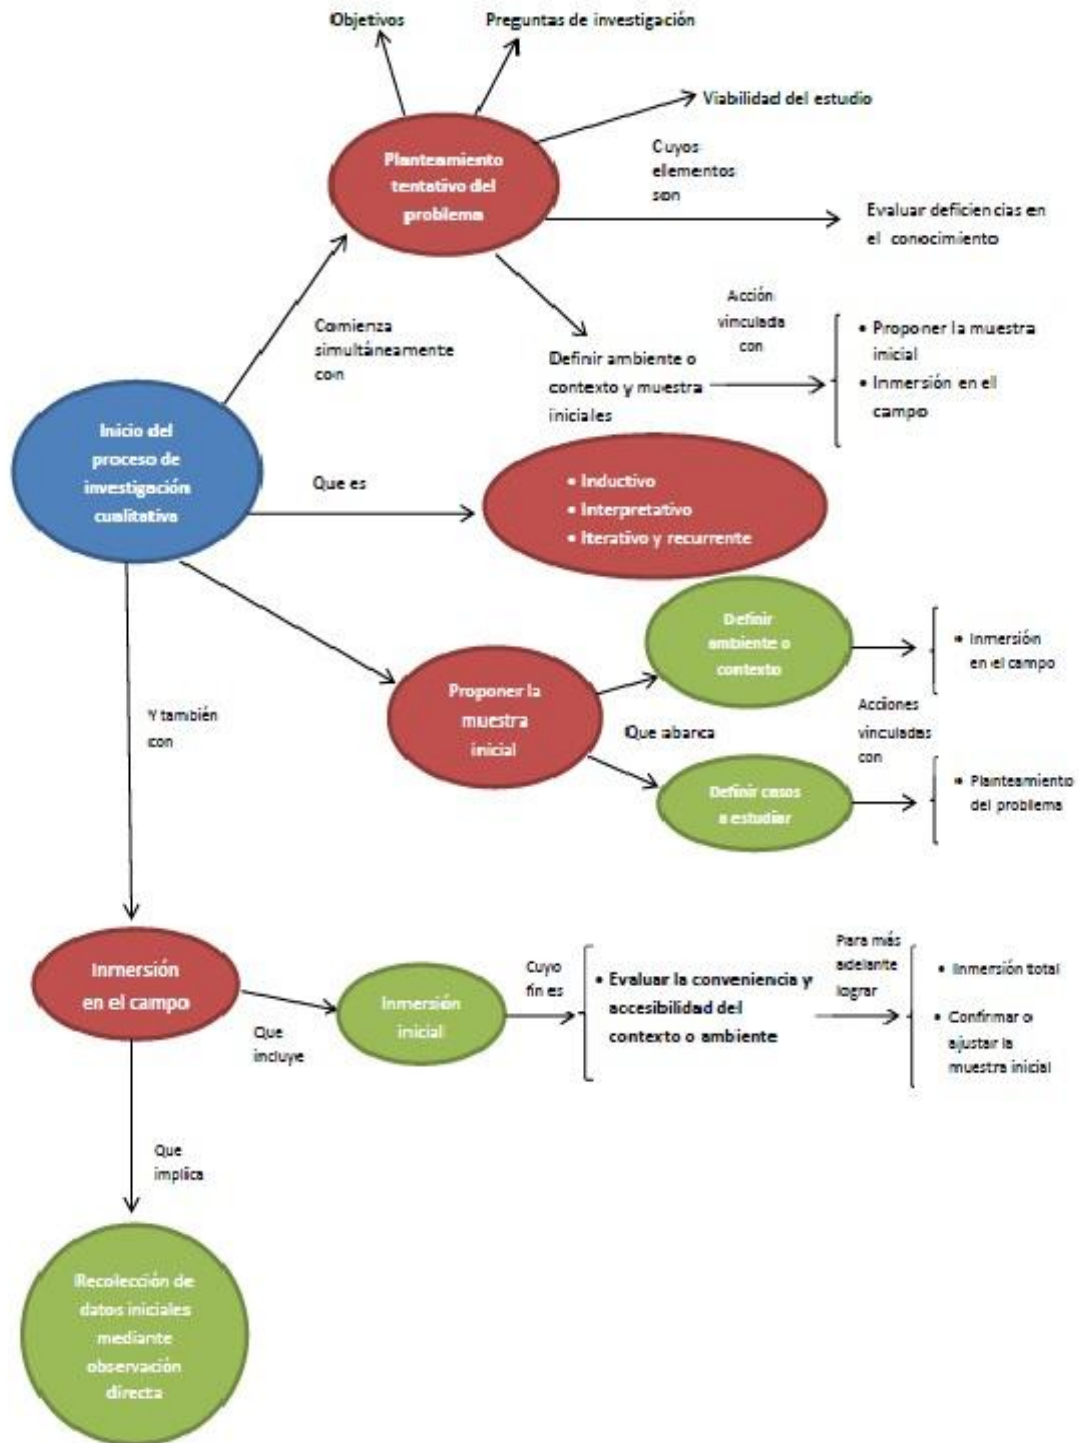 Objetivos
Preguntas de investigación
Viabilidad del estudio
Planteamiento
tentativo del
problema
Cuyos
elementos
son
Evaluar deficiencias en
el conocimiento
Acción
vinculada
con
• Proponer la muestra
inicial
• Inmersión en el
campo
Definir ambiente o
contexto y muestra
iniciales
Comienza
simultáneamente
con
Inicio del
proceso de
investigación
cualitativa
Que es
• Inductivo
• Interpretativo
• Iterativo y recurrente
Definir
ambiente o
contexto
• Inmersión
en el campo
Proponer la
muestra
inicial
Que abarca
Acciones
vinculadas
con
Y también
con
Definir casos
a estudiar
• Planteamiento
del problema
Inmersión
en el campo
Que
incluye
Inmersión
inicial
Cuyo
fin es
• Evaluar la conveniencia y
accesibilidad del
contexto o ambiente
Para más
adelante
lograr
• Inmersión total
• Confirmar o
ajustar la
muestra inicial
Que
implica
Recolección de
datos iniciales
mediante
observación
directa